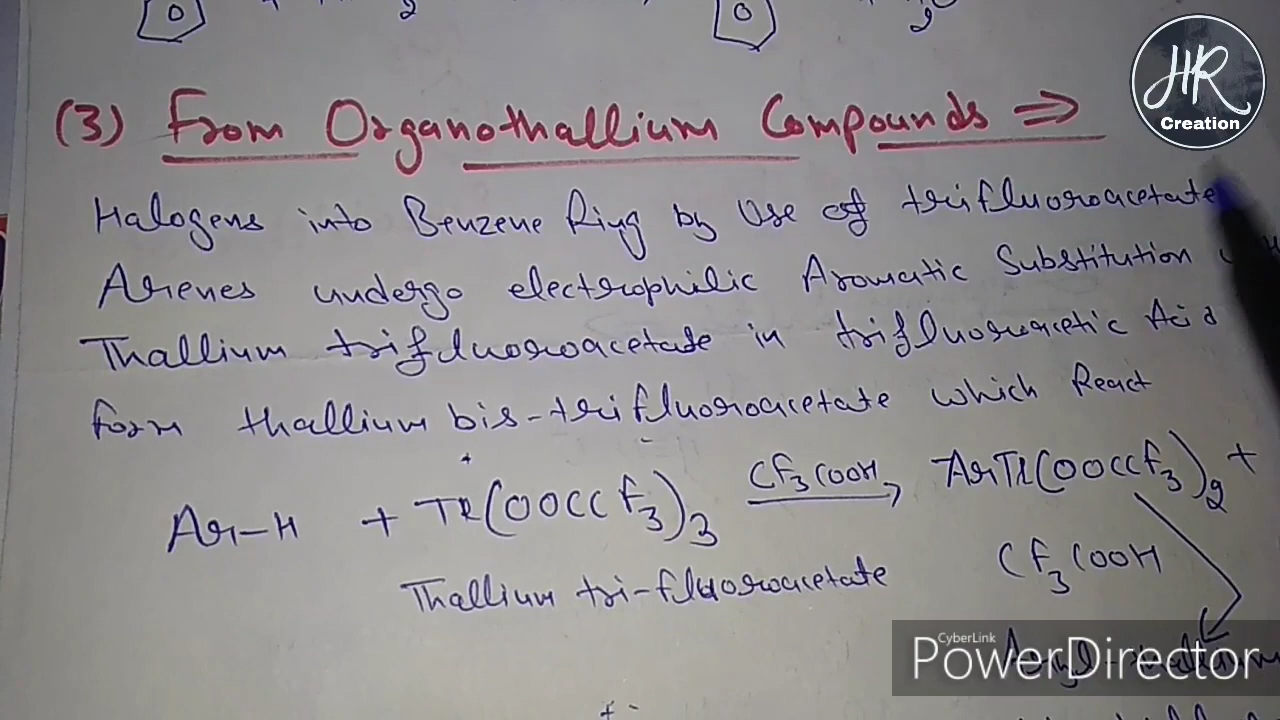 HR
Creation
(3) From Organothallium Compounds ⇒
Halogens into Benzene Ring by Use of trifluoroacetate
Arenes undergo electrophilic Aromatic Substitution
Thallium trifluoroacetate in trifluoroacetic Acid
form thallium bis-trifluoroacetate which React
Ar-H + Tl(OOCCF3)3 CF3COOH → ArTl(OOCCF3)2 +
CF3COOH
Thallium tri-fluoroacetate
CyberLink
PowerDirector